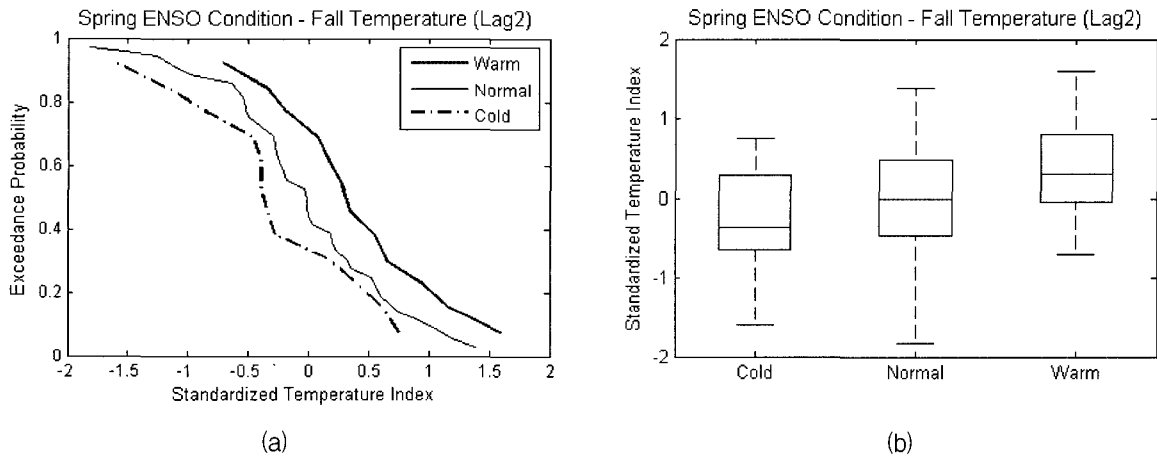 Spring ENSO Condition - Fall Temperature (Lag2)
Exceedance Probability
1
0.8
0.6
0.4
0.2
0
-2
-1.5
-1
-0.5
0
0.5
1
1.5
2
Standardized Temperature Index
Warm
Normal
Cold
(a)
Spring ENSO Condition - Fall Temperature (Lag2)
Standardized Temperature Index
2
1
0
-1
-2
Cold
Normal
Warm
(b)